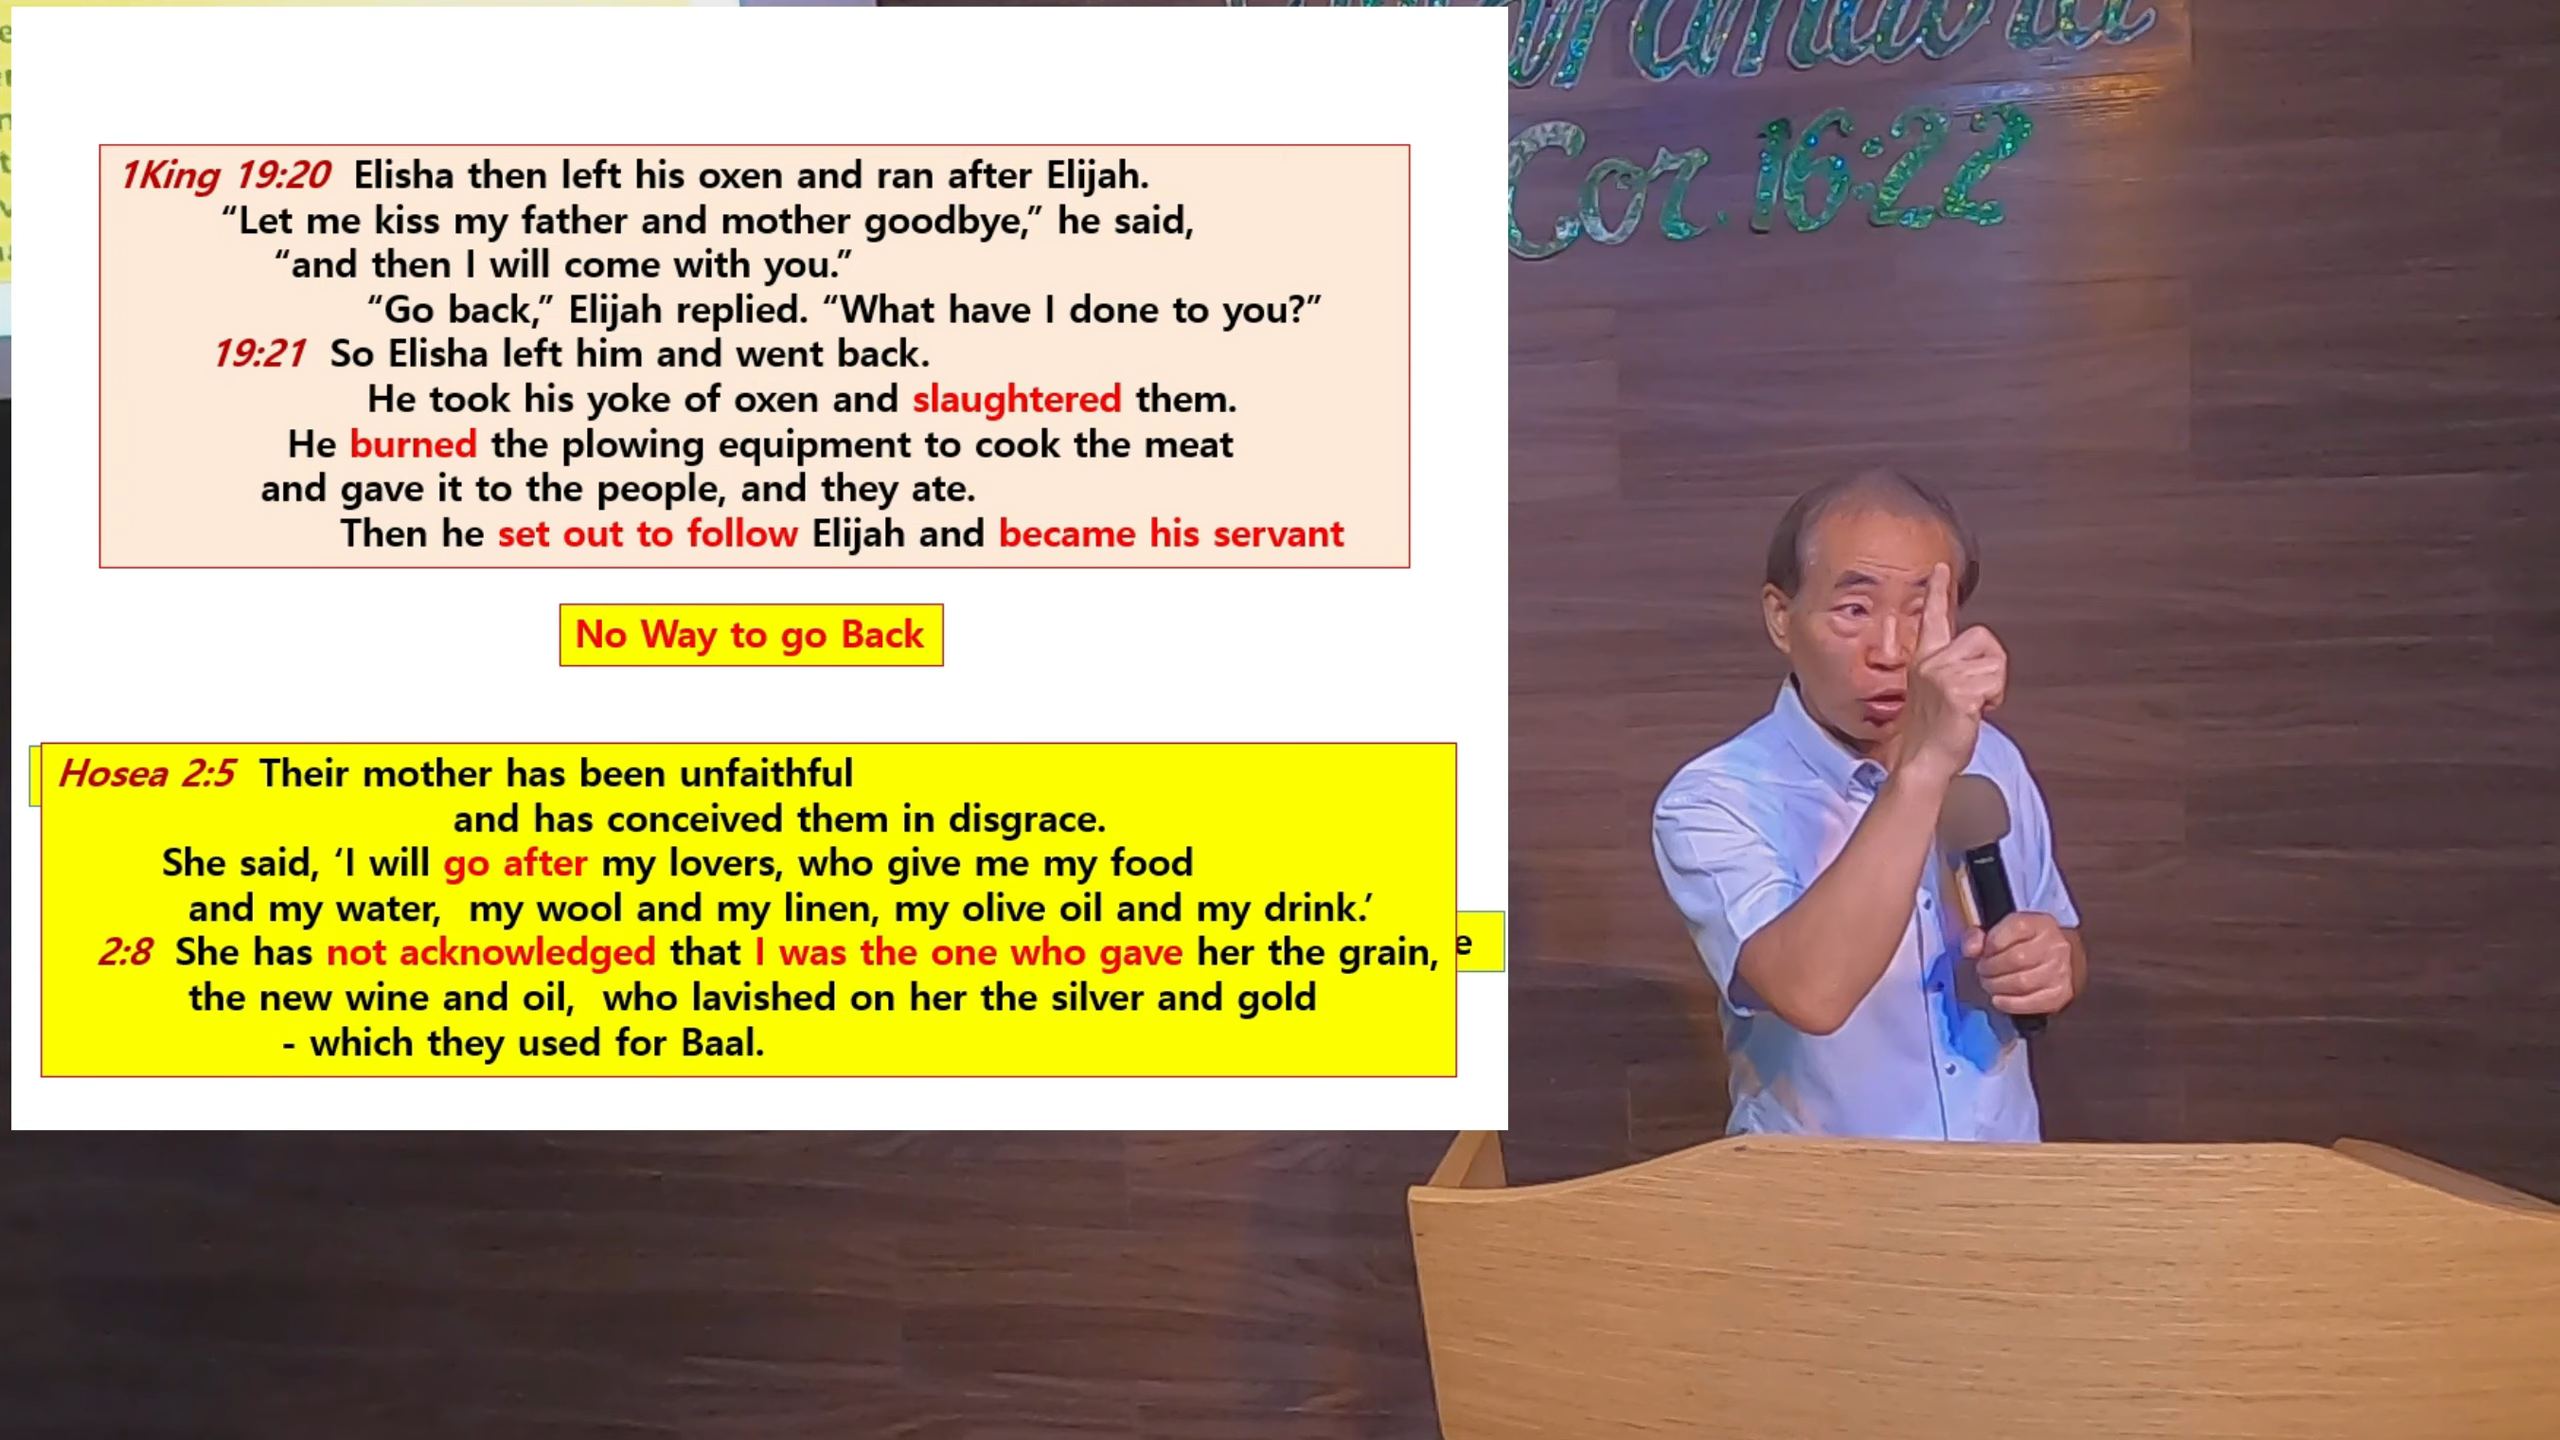 1King 19:20 Elisha then left his oxen and ran after Elijah.
“Let me kiss my father and mother goodbye,” he said,
“and then I will come with you.”
“Go back,” Elijah replied. “What have I done to you?”
19:21 So Elisha left him and went back.
He took his yoke of oxen and slaughtered them.
He burned the plowing equipment to cook the meat
and gave it to the people, and they ate.
Then he set out to follow Elijah and became his servant
No Way to go Back
Hosea 2:5 Their mother has been unfaithful
and has conceived them in disgrace.
She said, ‘I will go after my lovers, who give me my food
and my water, my wool and my linen, my olive oil and my drink.’
2:8 She has not acknowledged that I was the one who gave her the grain,
the new wine and oil, who lavished on her the silver and gold
- which they used for Baal.
Cor. 16:22